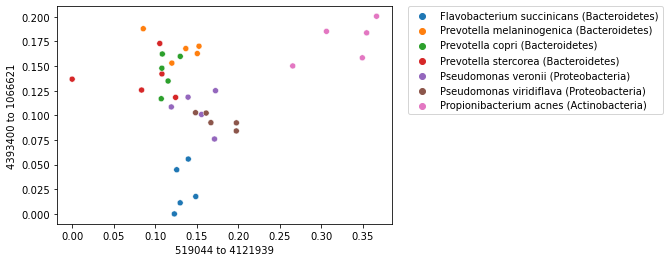 0.200
0.175
0.150
0.125
0.100
0.075
0.050
0.025
0.000
4393400 to 1066621
0.00 0.05 0.10 0.15 0.20 0.25 0.30 0.35
519044 to 4121939
Flavobacterium succinicans (Bacteroidetes)
Prevotella melaninogenica (Bacteroidetes)
Prevotella copri (Bacteroidetes)
Prevotella stercorea (Bacteroidetes)
Pseudomonas veronii (Proteobacteria)
Pseudomonas viridiflava (Proteobacteria)
Propionibacterium acnes (Actinobacteria)